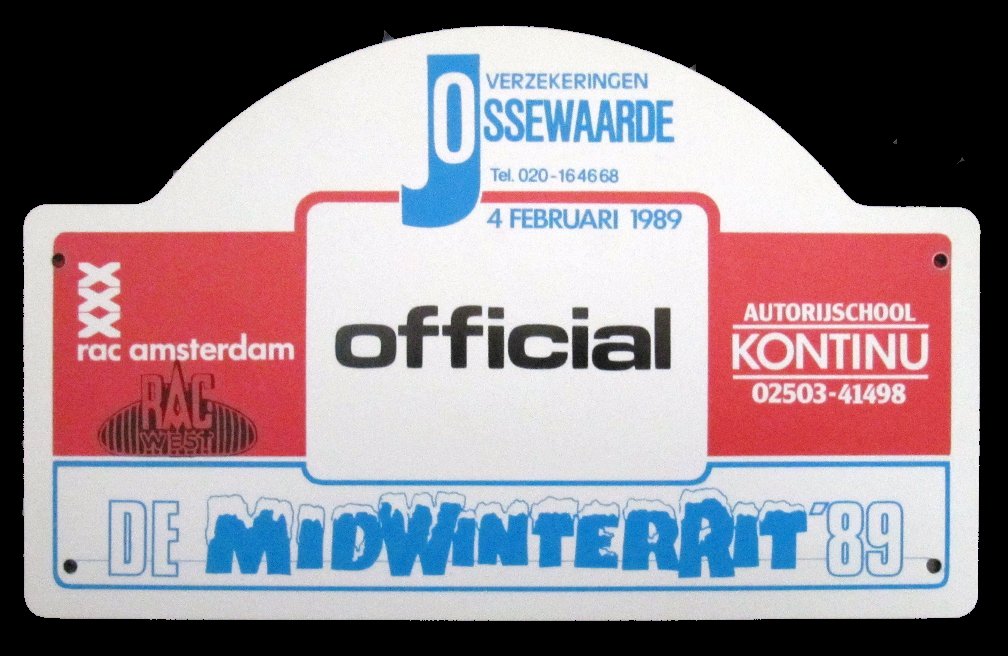 VERZEKERINGEN
JOSSEWAARDE
Tel. 020-164668
4 FEBRUARI 1989
XXX
rac amsterdam
RAC
WEST
official
AUTORIJSCHOOL
KONTINU
02503-41498
DE MIDWINTERRIT '89